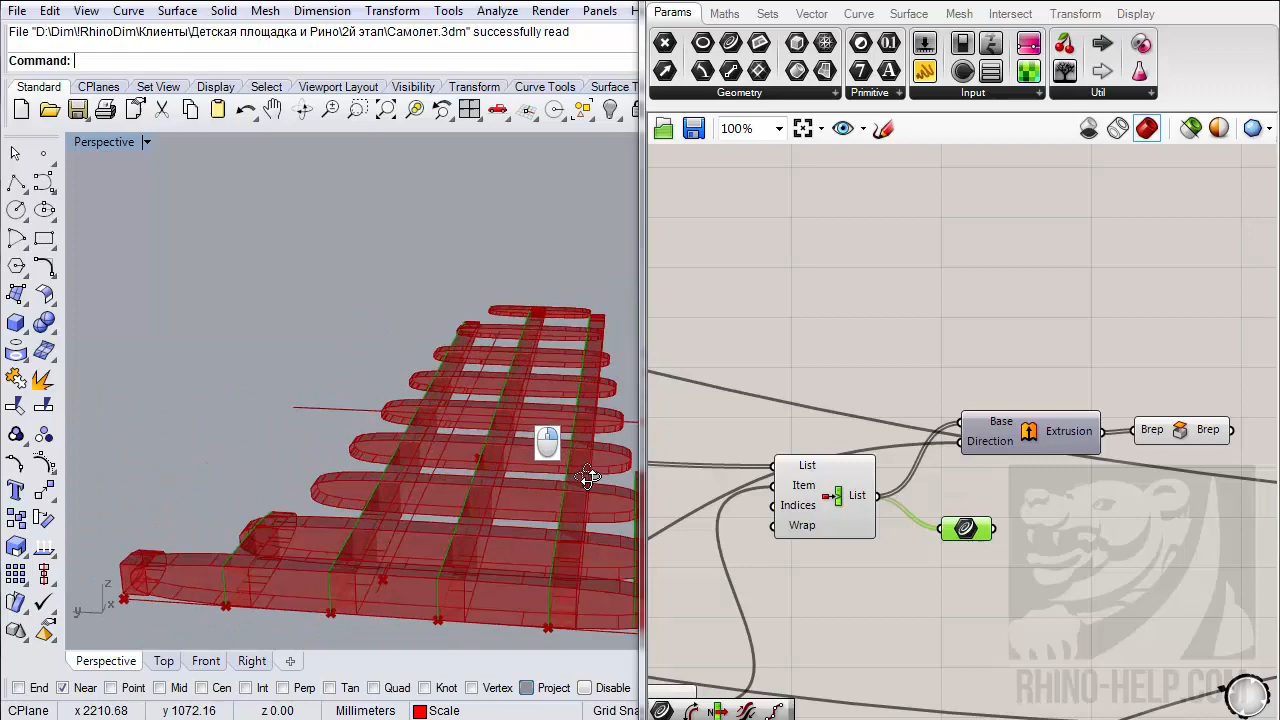 File Edit View Curve Surface Solid Mesh Dimension Transform Tools Analyze Render Panels
File "D:\Dim\!RhinoDim\Клиенты\Детская площадка и Рино\2й этап\Самолет.3dm" successfully read
Command:
Standard CPlanes Set View Display Select Viewport Layout Visibility Transform Curve Tools Surface T
Perspective
z
y
x
Perspective Top Front Right
End Near Point Mid Cen Int Perp Tan Quad Knot Vertex Project Disable
CPlane x 210.68 y 1072.16 z 0.00 Millimeters Scale Grid Sna
Params Maths Sets Vector Curve Surface Mesh Intersect Transform Display
7 0.1 A
Geometry Primitive Input Util
100%
Base
Direction
Extrusion
Brep Brep
List
Item
Indices
Wrap
List
RHINO-HELP.COM